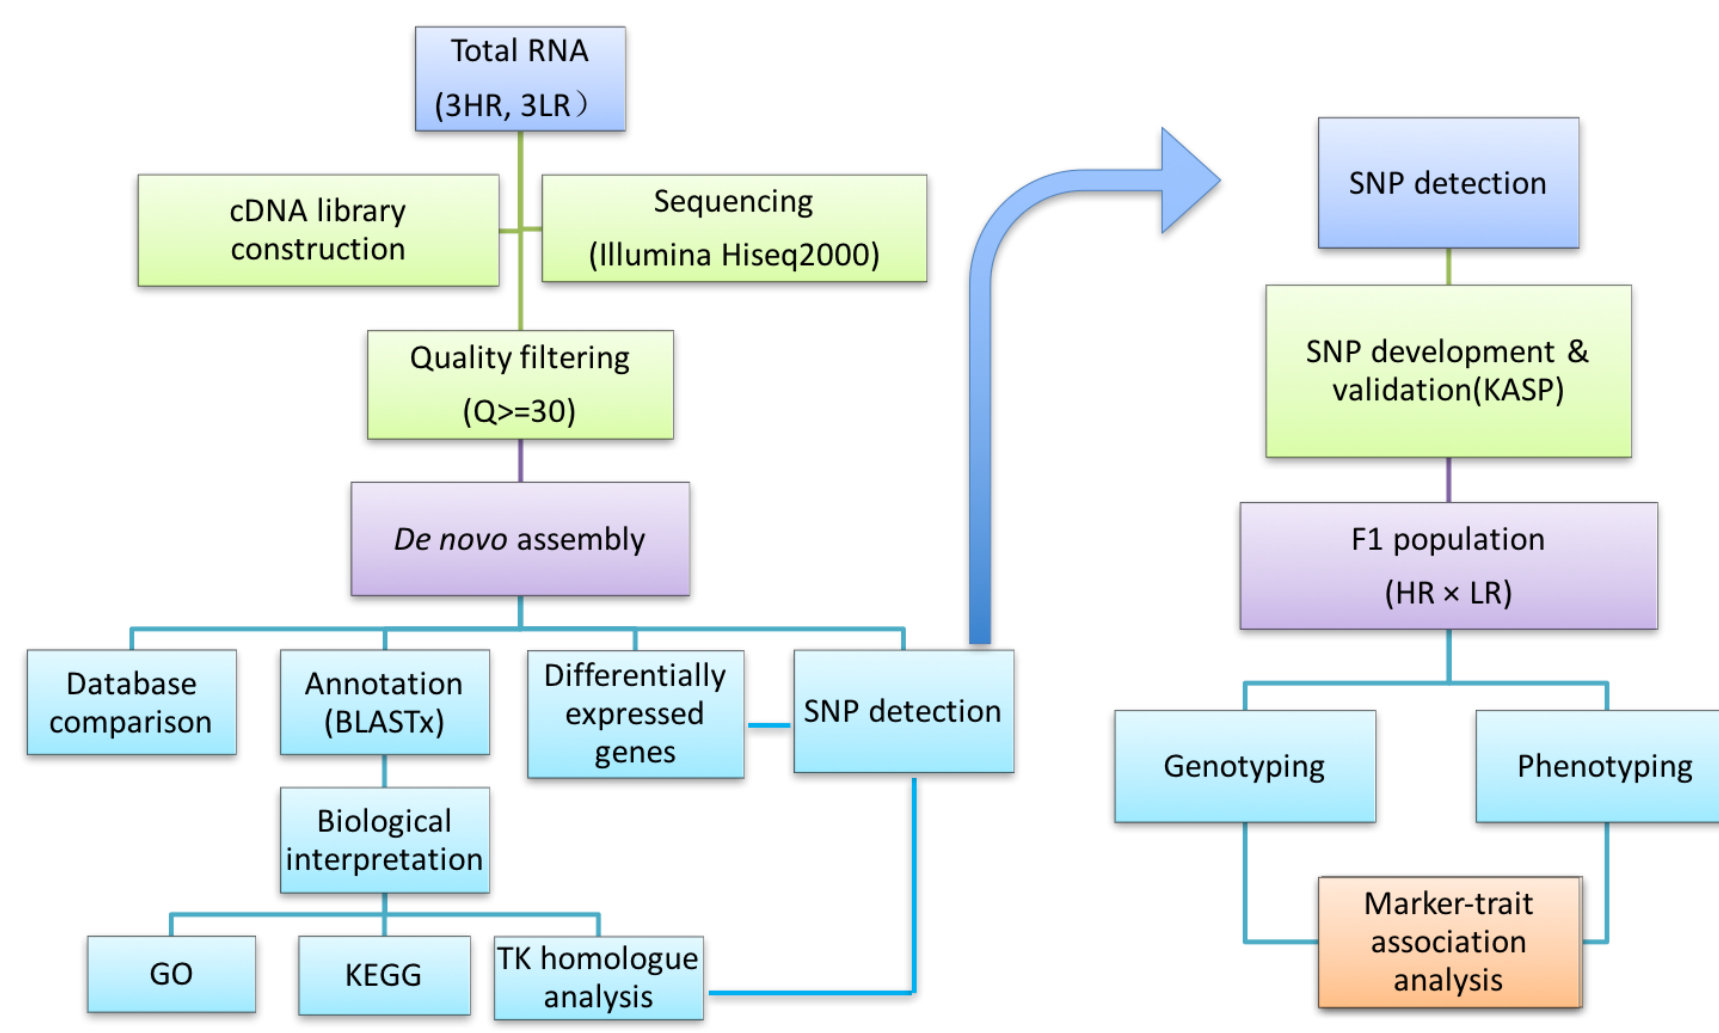 Total RNA
(3HR, 3LR）
cDNA library
construction
Sequencing
(Illumina Hiseq2000)
Quality filtering
(Q>=30)
De novo assembly
Database
comparison
Annotation
(BLASTx)
Differentially
expressed
genes
SNP detection
Biological
interpretation
GO
KEGG
TK homologue
analysis
SNP detection
SNP development &
validation(KASP)
F1 population
(HR × LR)
Genotyping
Phenotyping
Marker-trait
association
analysis